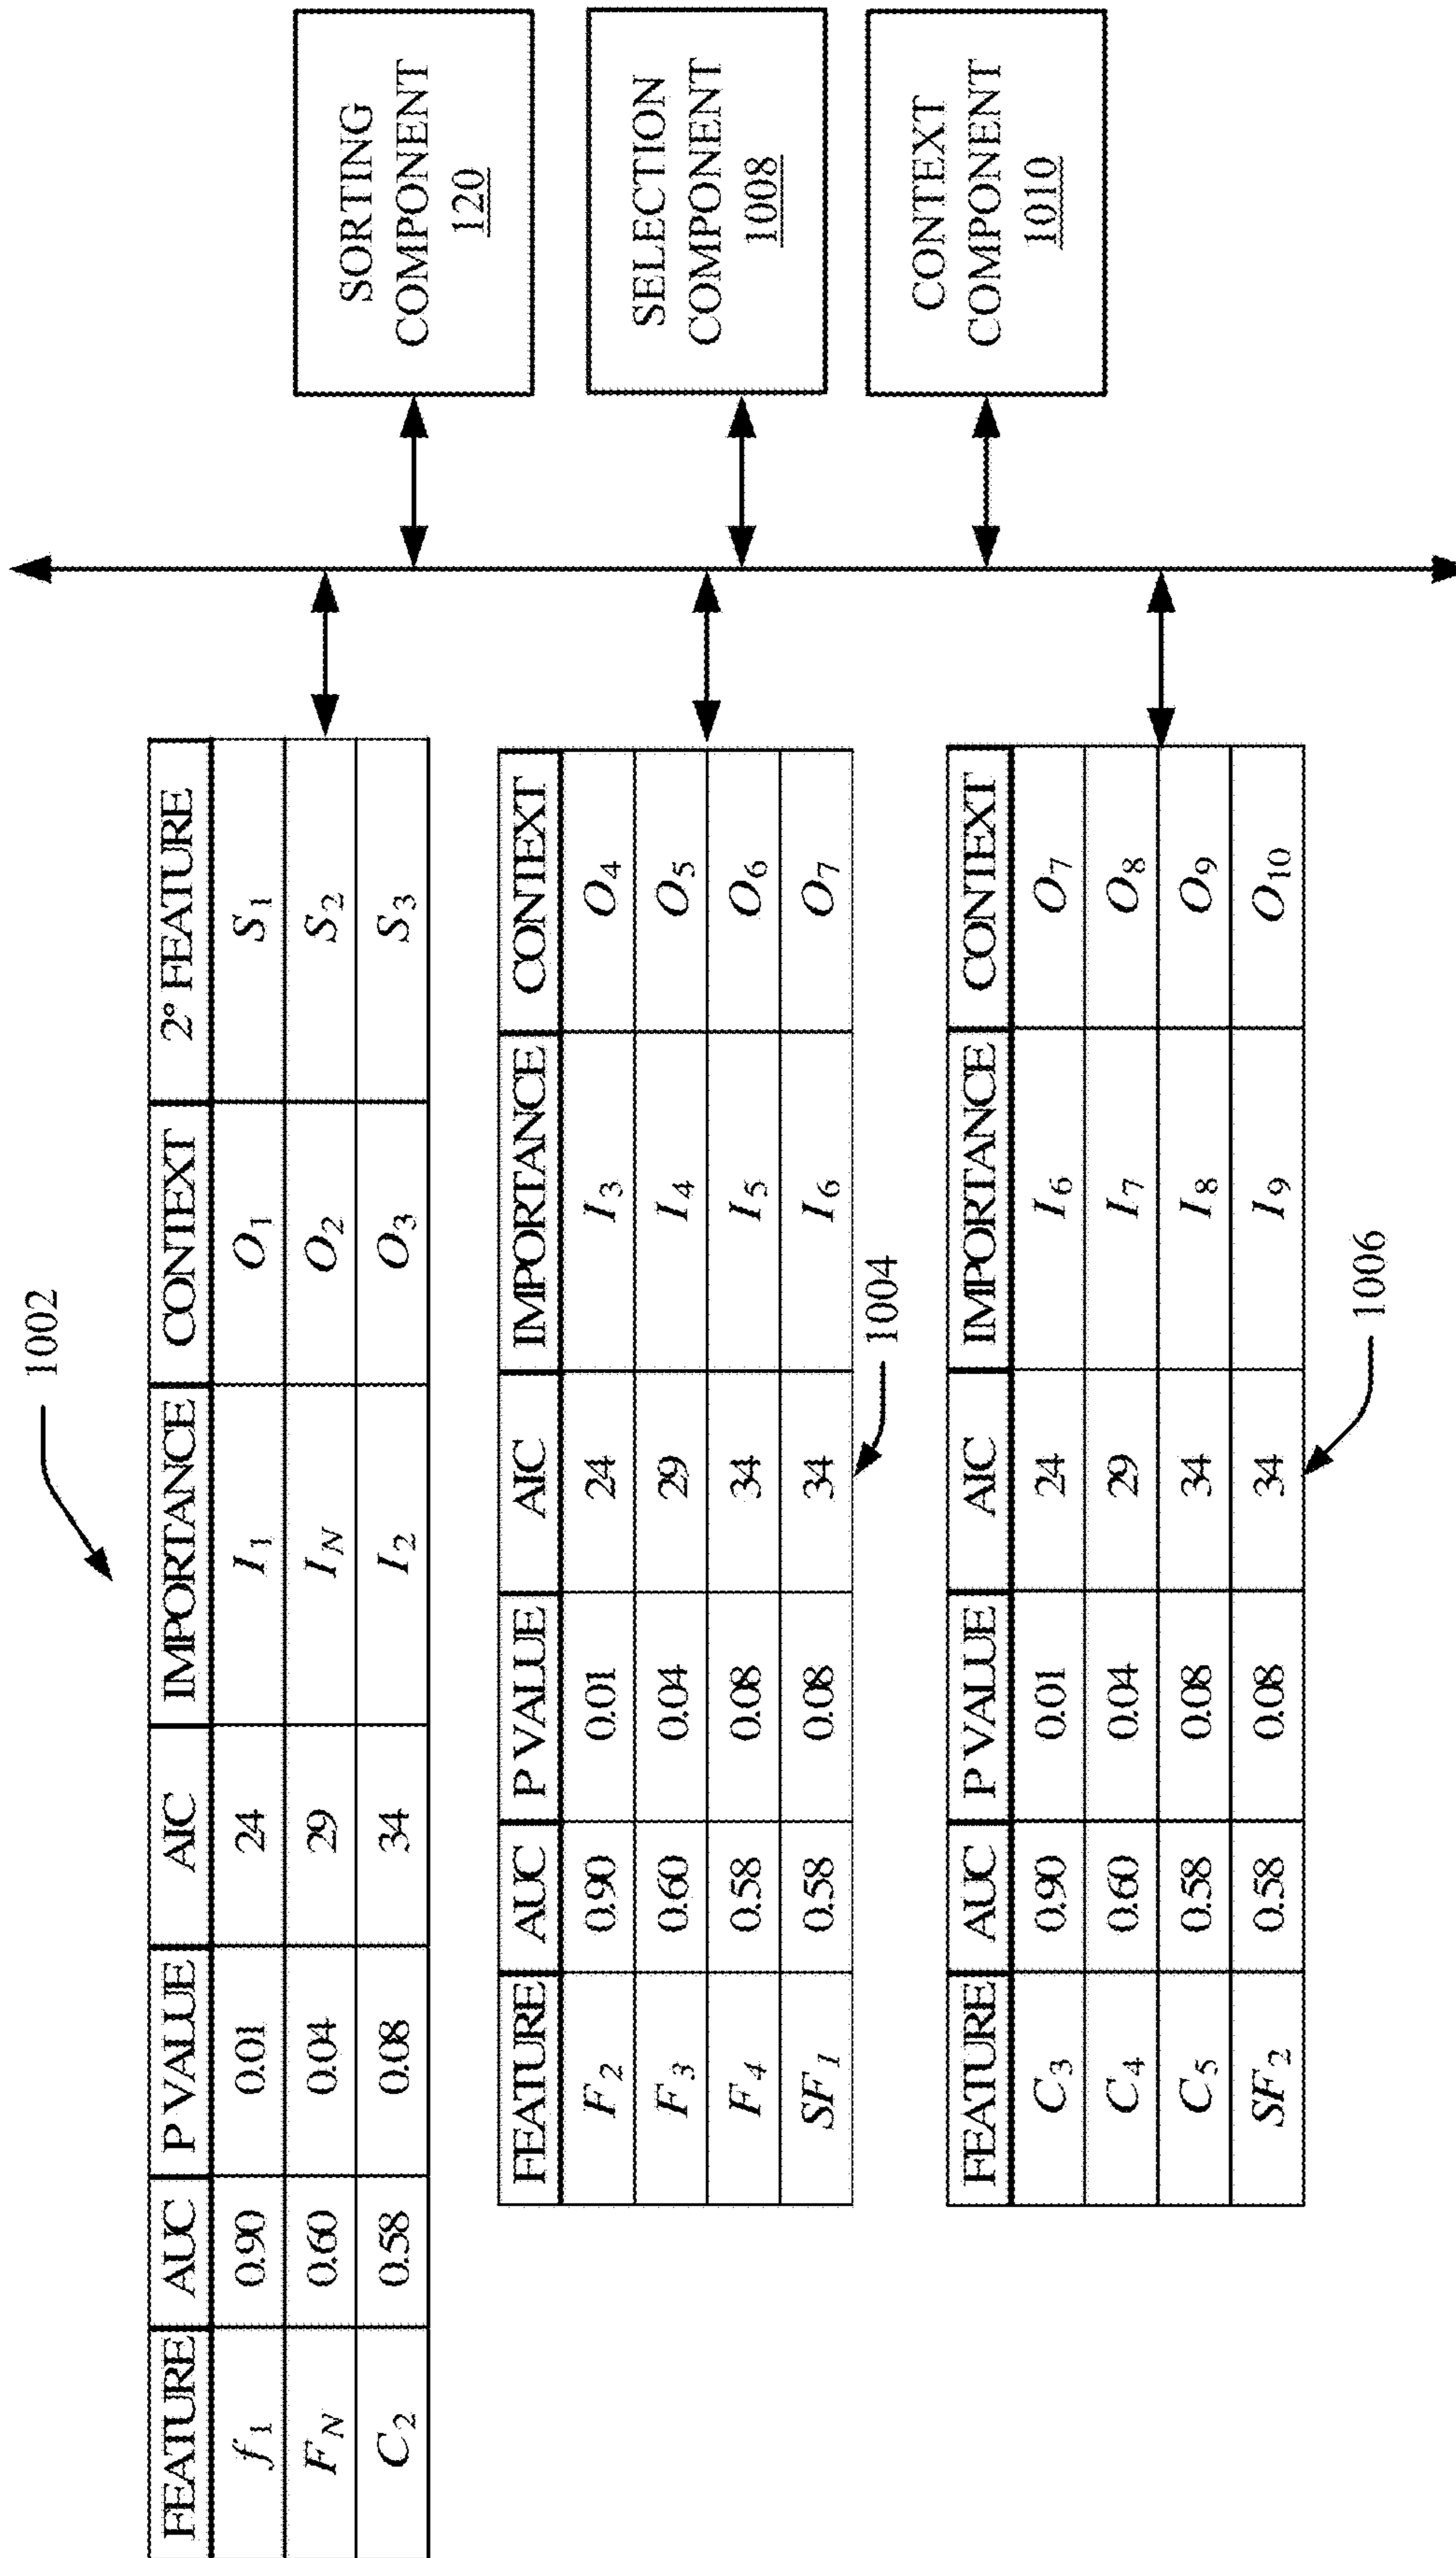 1002
FEATURE AUC P VALUE AIC IMPORTANCE CONTEXT 2° FEATURE
f1 0.90 0.01 24 I1 O1 S1
FN 0.60 0.04 29 IN O2 S2
C2 0.58 0.08 34 I2 O3 S3
FEATURE AUC P VALUE AIC IMPORTANCE CONTEXT
F2 0.90 0.01 24 I3 O4
F3 0.60 0.04 29 I4 O5
F4 0.58 0.08 34 I5 O6
SF1 0.58 0.08 34 I6 O7
1004
FEATURE AUC P VALUE AIC IMPORTANCE CONTEXT
C3 0.90 0.01 24 I6 O7
C4 0.60 0.04 29 I7 O8
C5 0.58 0.08 34 I8 O9
SF2 0.58 0.08 34 I9 O10
1006
SORTING
COMPONENT
120
SELECTION
COMPONENT
1008
CONTEXT
COMPONENT
1010